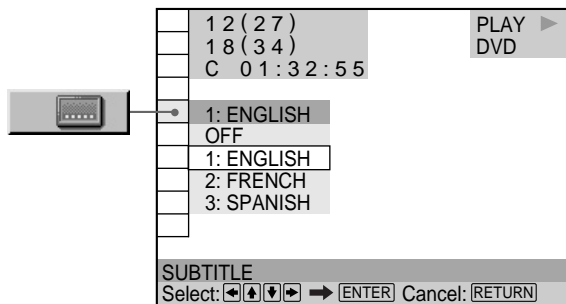 12(27)
18(34)
C 01:32:55
PLAY
DVD
1: ENGLISH
OFF
1: ENGLISH
2: FRENCH
3: SPANISH
SUBTITLE
Select: ENTER Cancel: RETURN